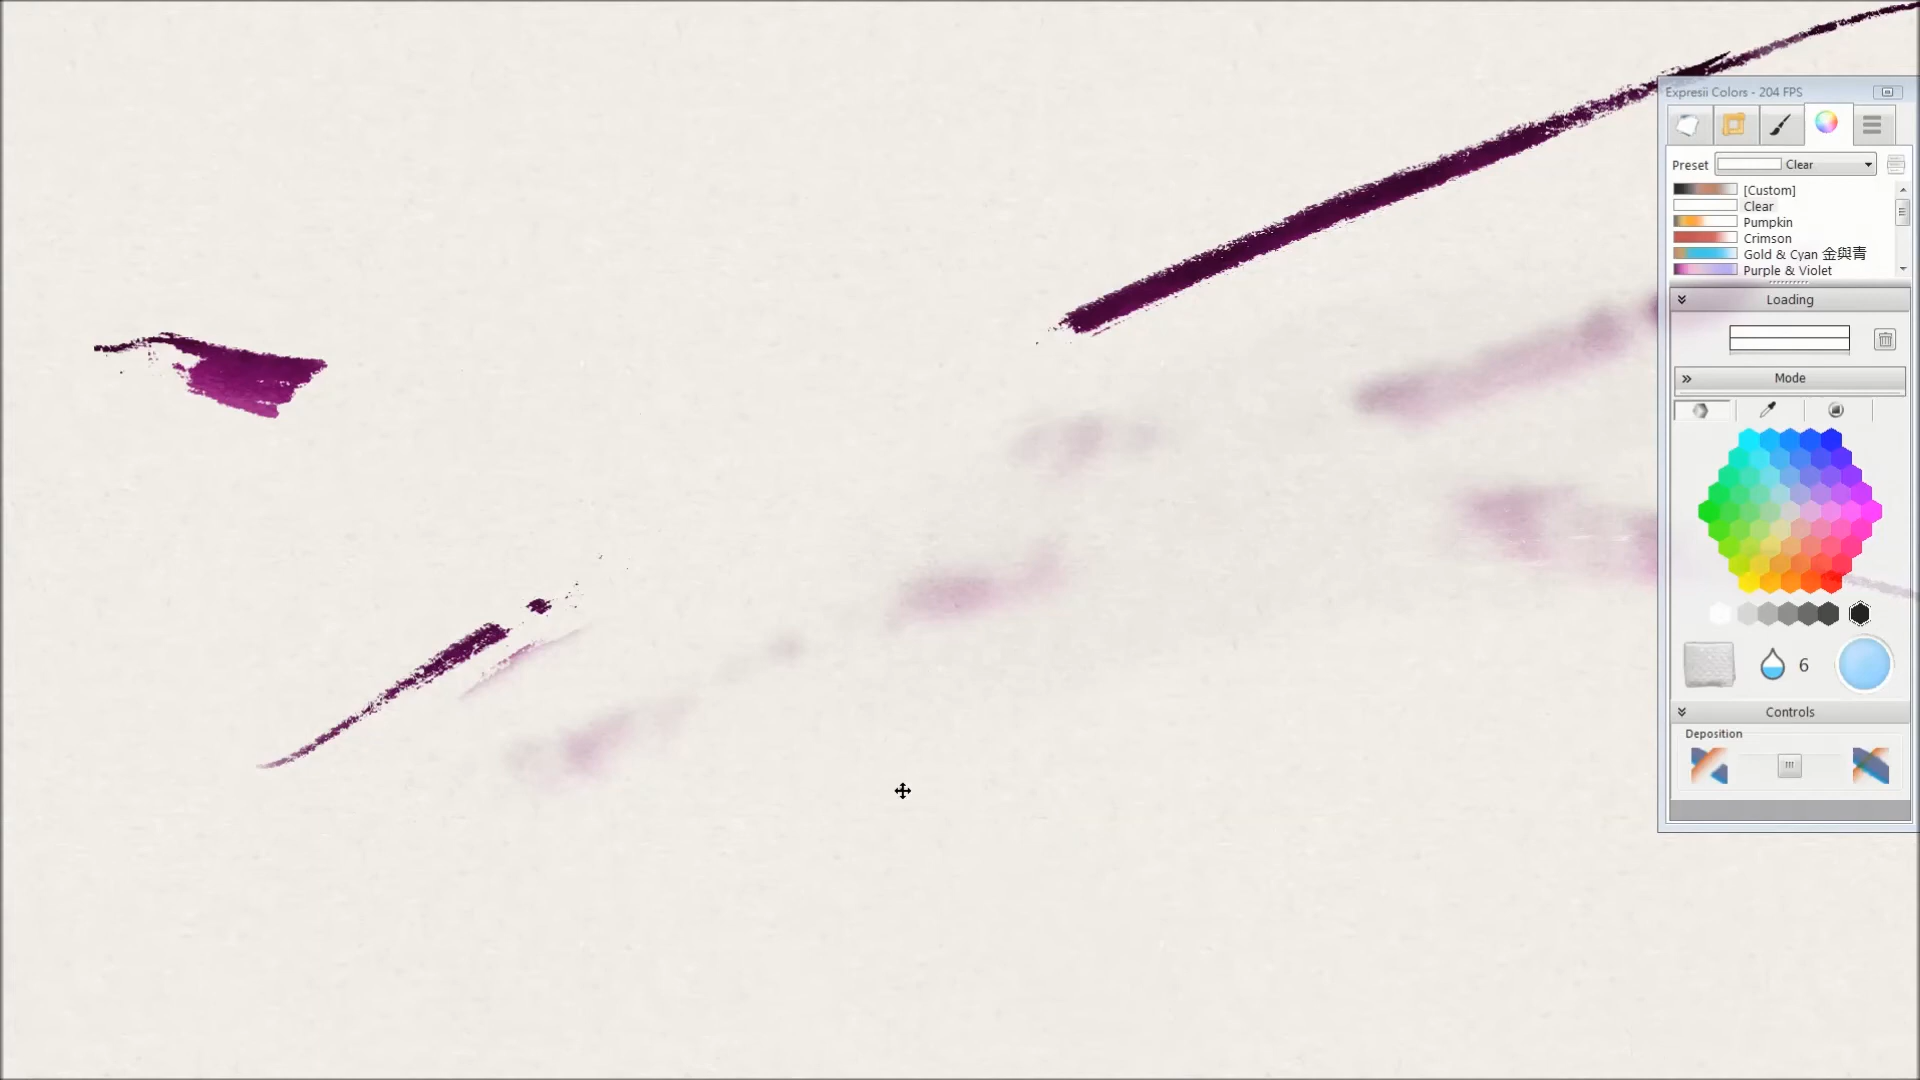 Expresii Colors - 204 FPS
Preset Clear
[Custom]
Clear
Pumpkin
Crimson
Gold & Cyan 金與青
Purple & Violet
Loading
Mode
6
Controls
Deposition